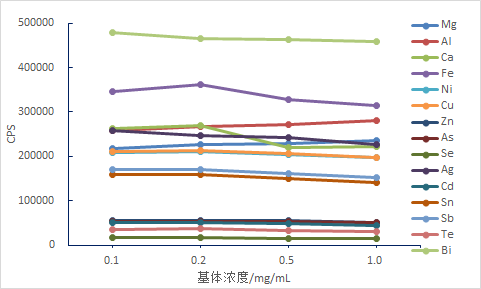 500000
400000
300000
200000
100000
0
CPS
0.1
0.2
0.5
1.0
基体浓度/mg/mL
Mg
Al
Ca
Fe
Ni
Cu
Zn
As
Se
Ag
Cd
Sn
Sb
Te
Bi